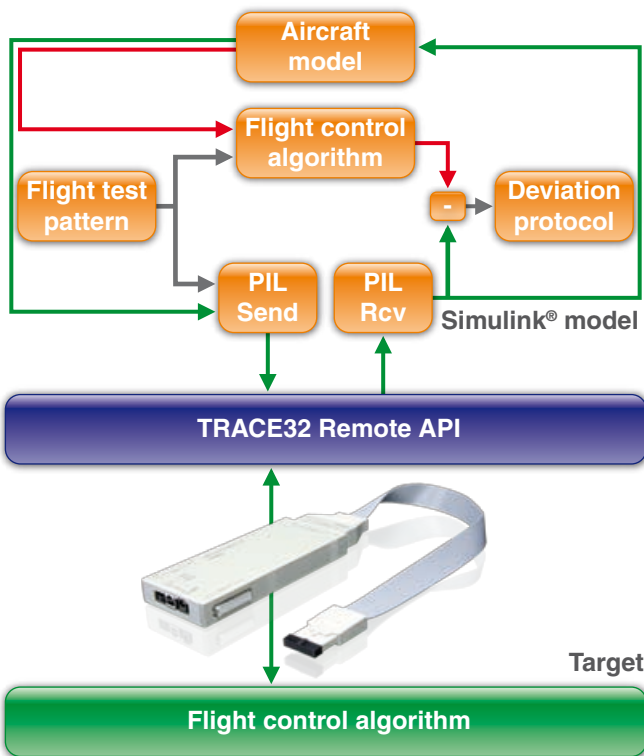 Aircraft
model
Flight control
algorithm
Flight test
pattern
-
Deviation
protocol
PIL
Send
PIL
Rcv
Simulink® model
TRACE32 Remote API
Target
Flight control algorithm